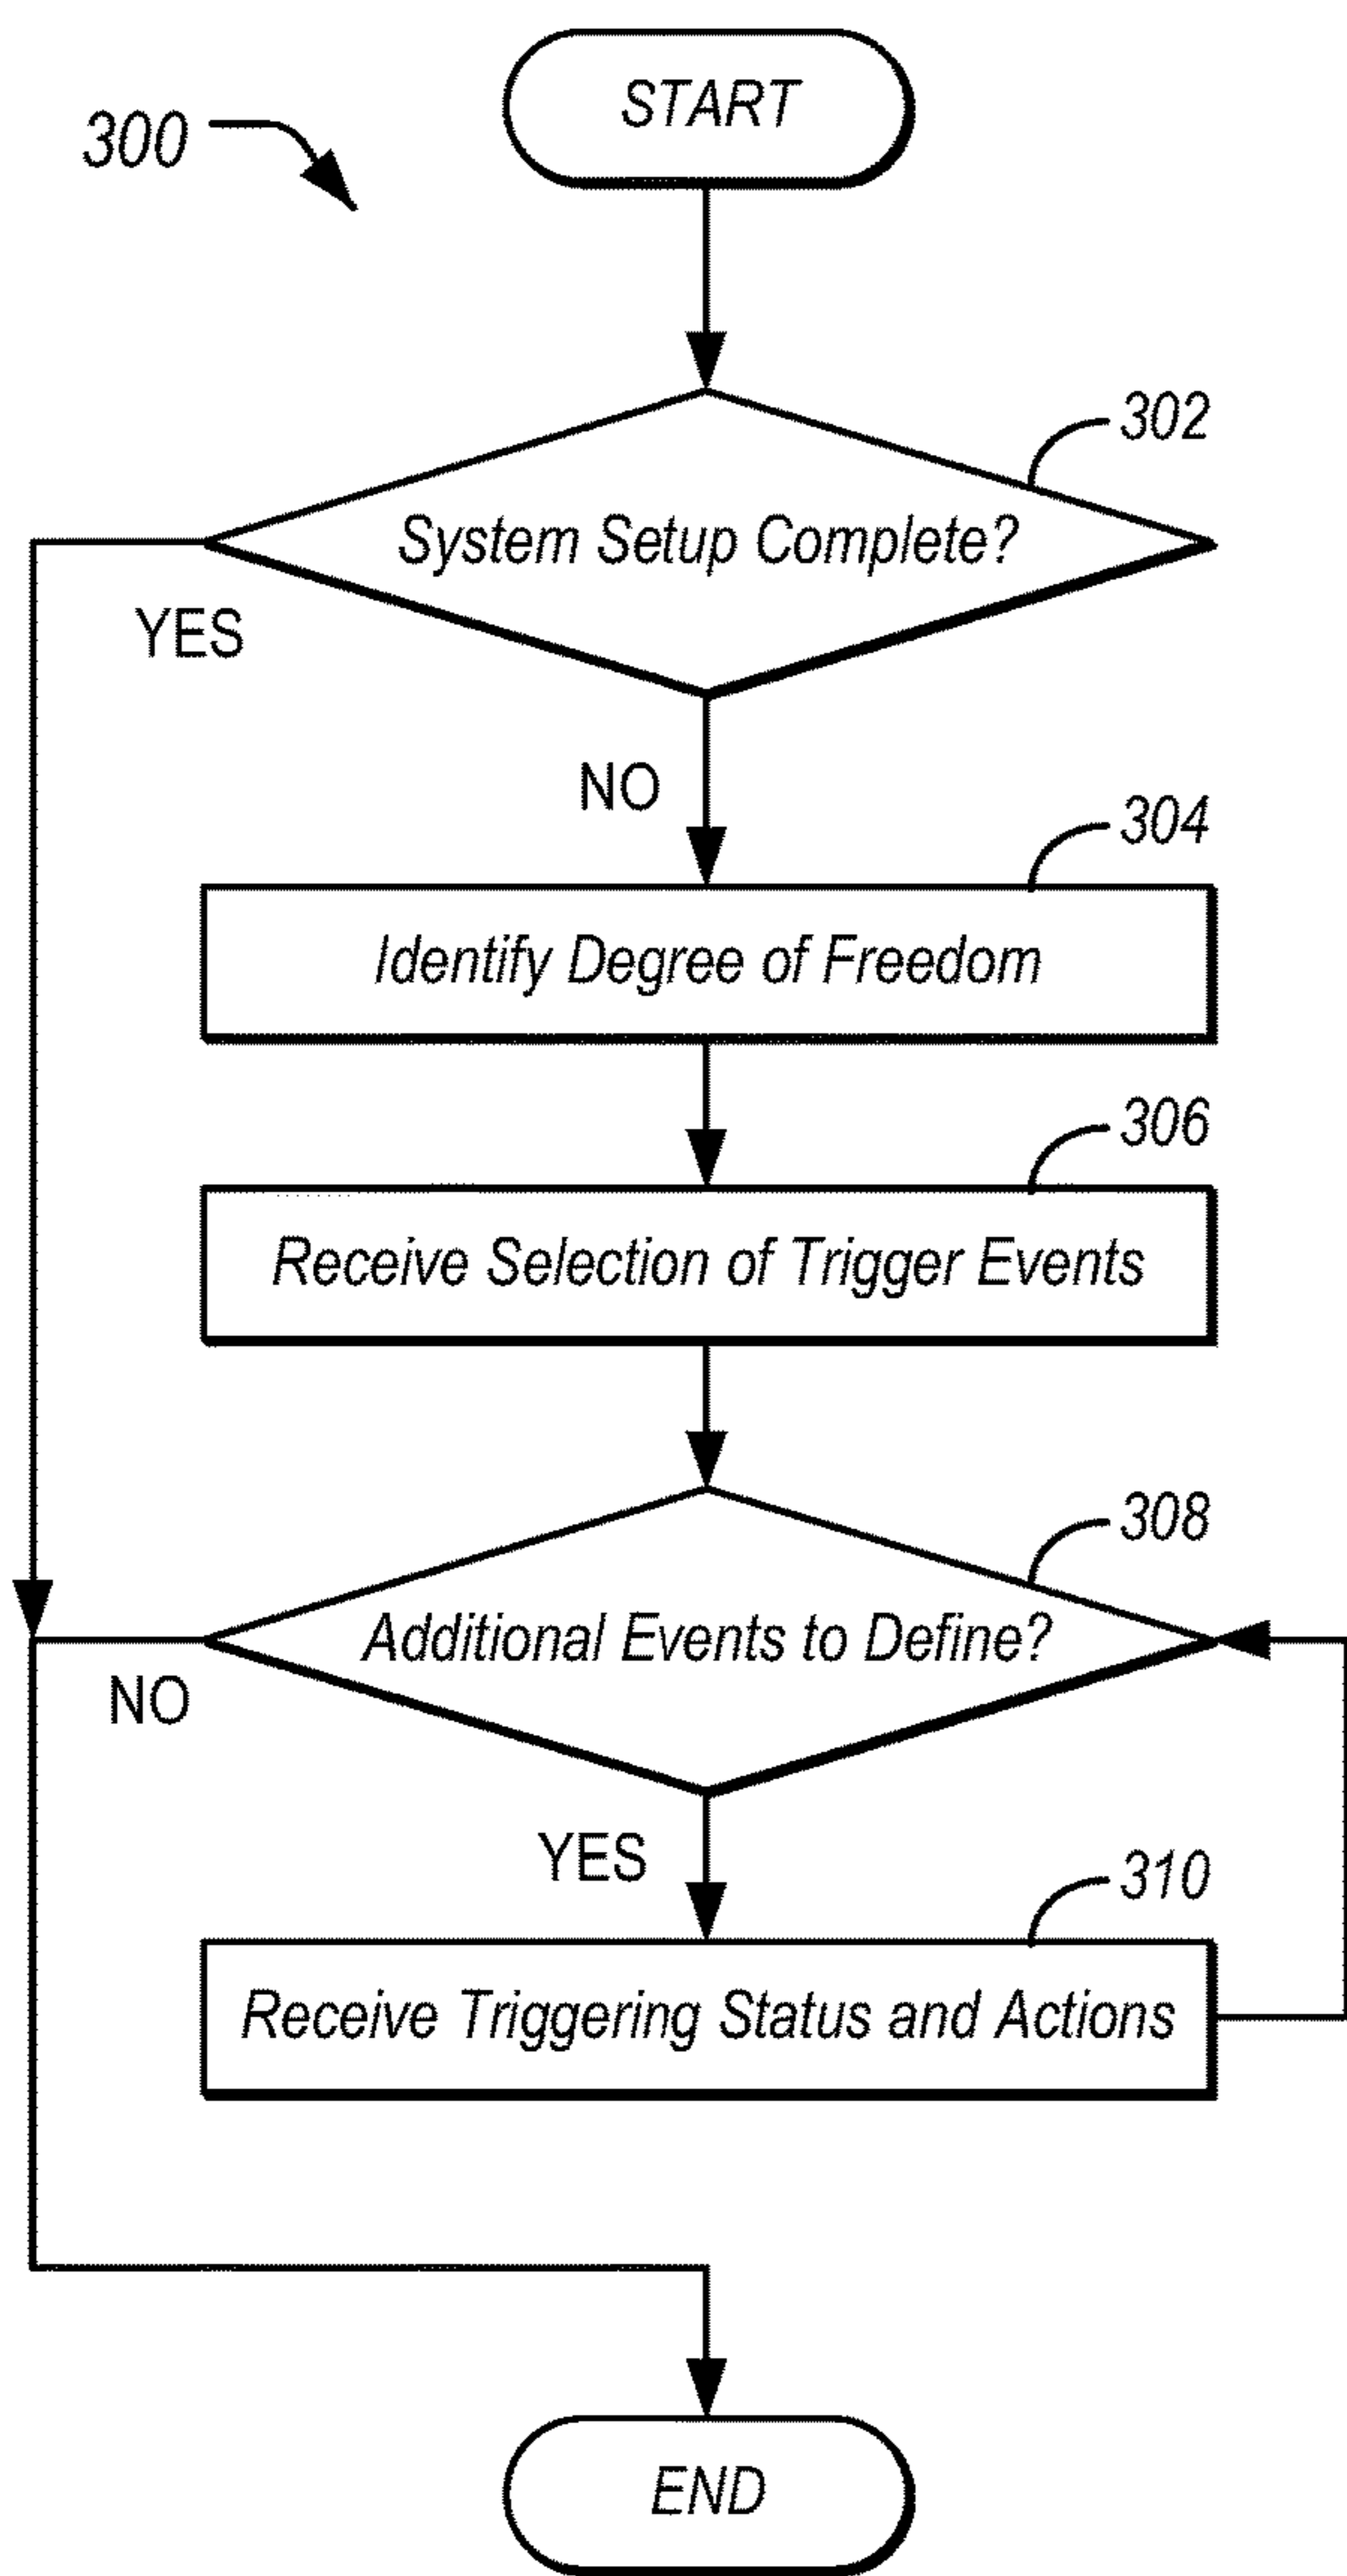 START
300
302
System Setup Complete?
YES
NO
304
Identify Degree of Freedom
306
Receive Selection of Trigger Events
308
Additional Events to Define?
NO
YES
310
Receive Triggering Status and Actions
END